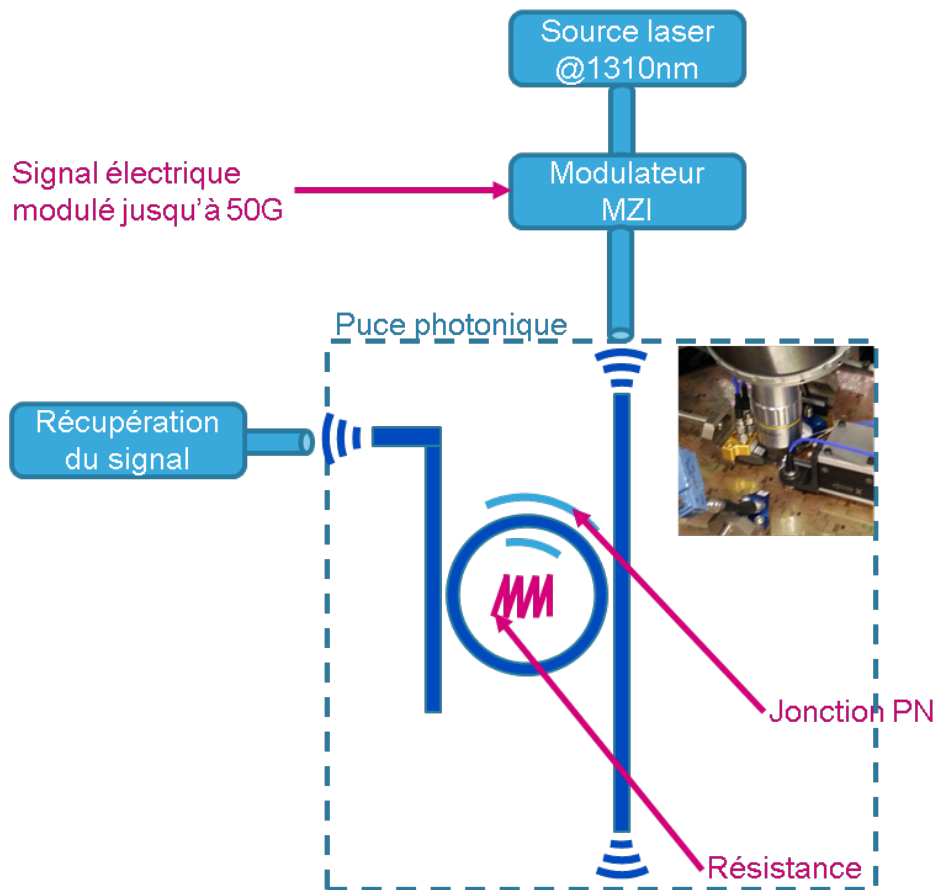 Source laser
@1310nm
Signal électrique
modulé jusqu'à 50G
Modulateur
MZI
Puce photonique
Récupération
du signal
Jonction PN
Résistance